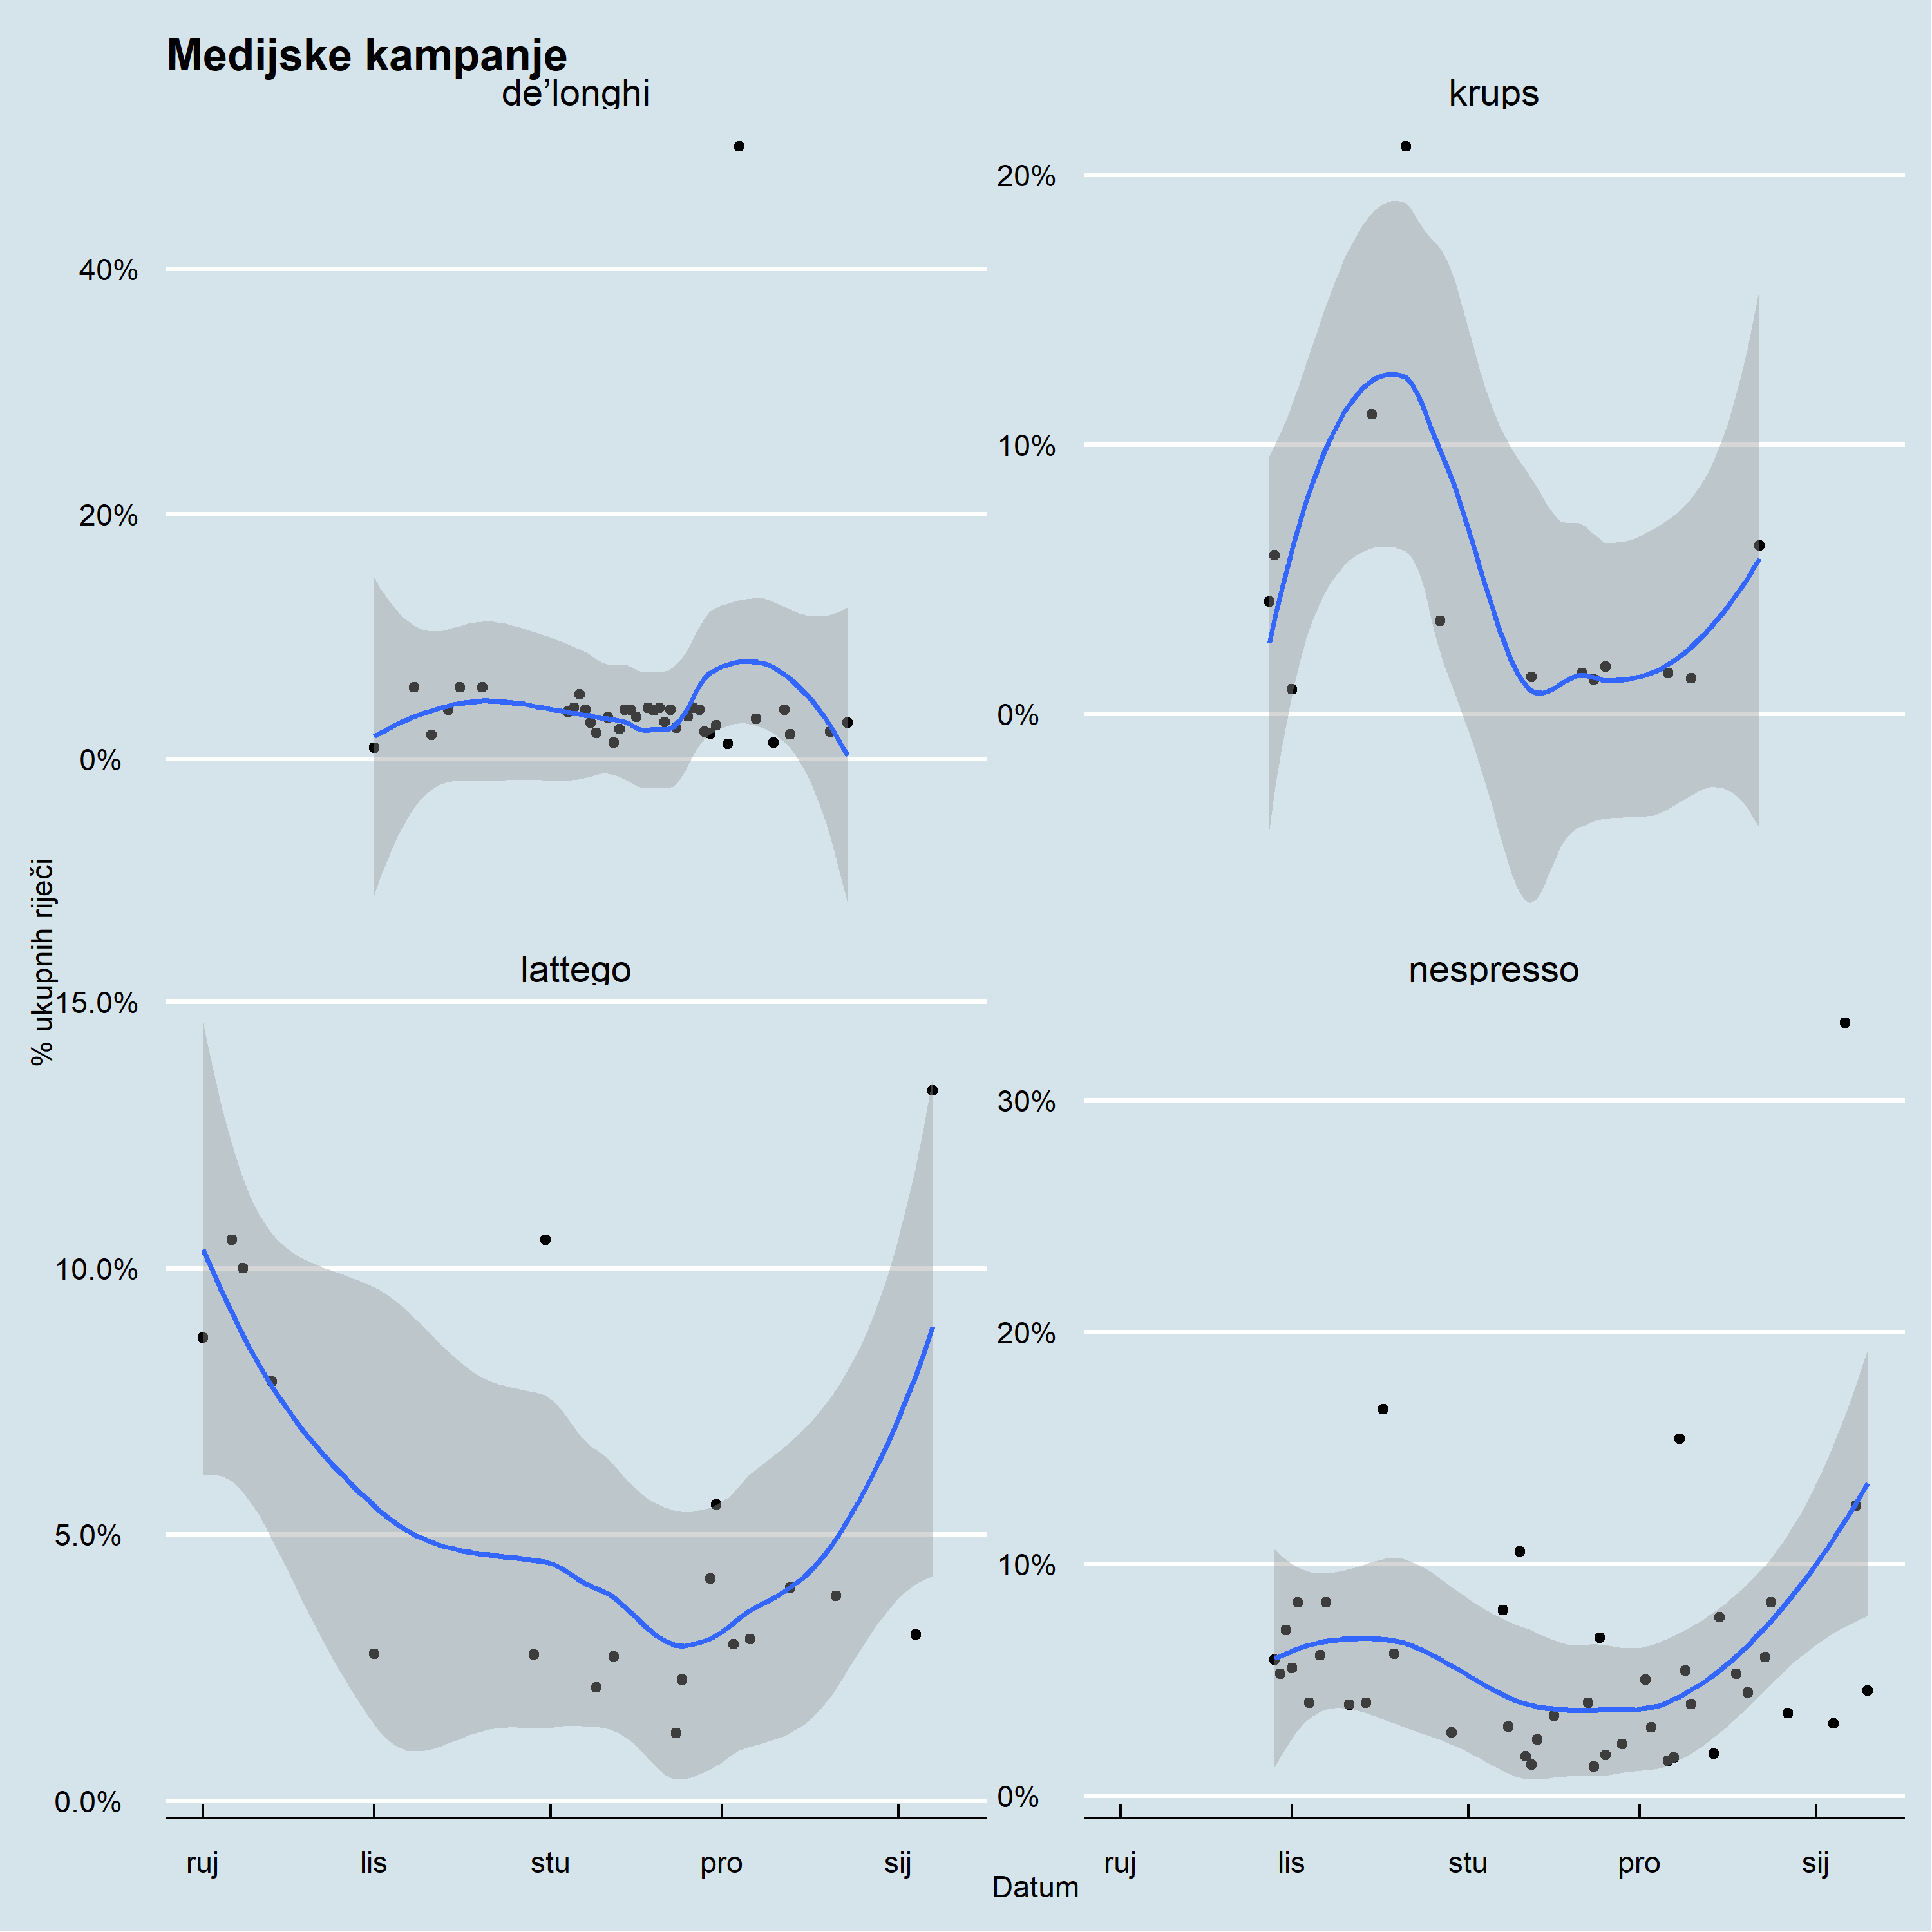 Medijske kampanje
de’longhi
krups
40%
20%
0%
20%
10%
0%
% ukupnih riječi
lattego
nespresso
15.0%
10.0%
5.0%
0.0%
30%
20%
10%
0%
ruj lis stu pro sij
ruj lis stu pro sij
Datum